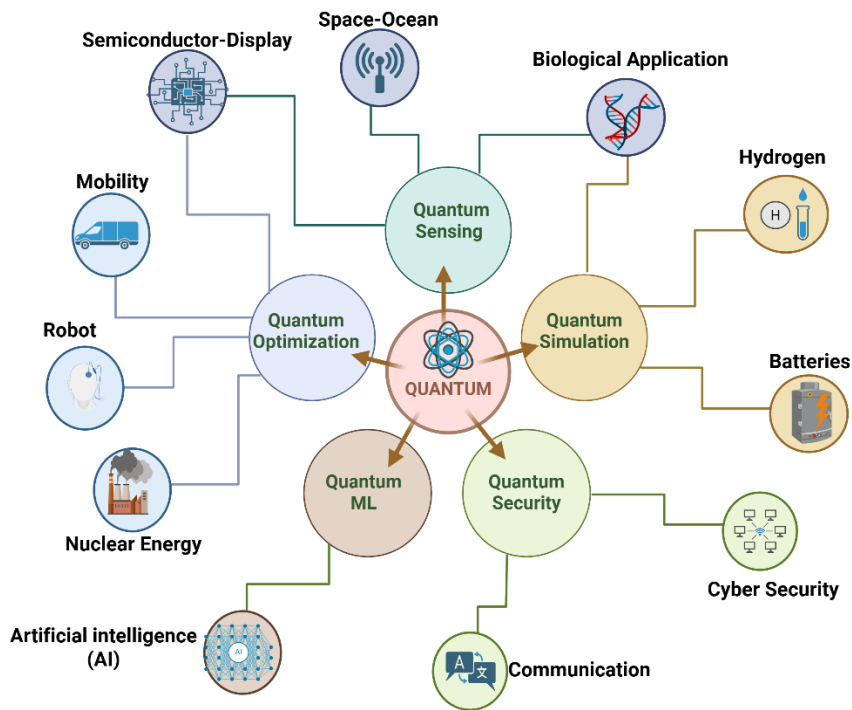 Space-Ocean
Semiconductor-Display
Biological Application
Hydrogen
H
Mobility
Quantum
Sensing
Quantum
Optimization
Quantum
Simulation
Robot
QUANTUM
Batteries
Quantum
ML
Quantum
Security
Nuclear Energy
Cyber Security
Artificial intelligence
(AI)
AI
A
文
Communication